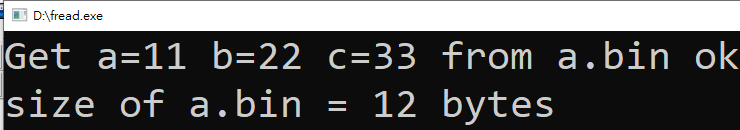 D:\fread.exe
Get a=11 b=22 c=33 from a.bin ok
size of a.bin = 12 bytes